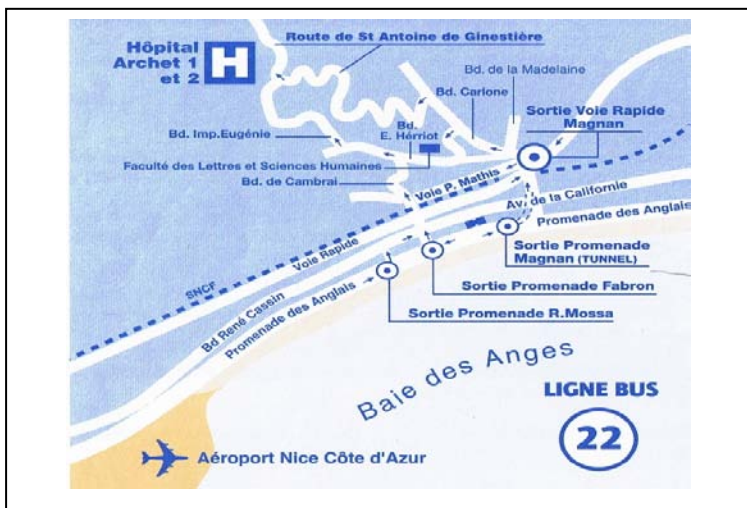 Route de St Antoine de Ginestière
Hôpital
Archet 1
et 2
H
Bd. de la Madelaine
Bd. Carlone
Sortie Voie Rapide
Magnan
Bd. Imp.Eugénie
Bd.
E. Hérriot
Faculté des Lettres et Sciences Humaines
Bd. de Cambrai
Voie P. Mathis
Av. de la Californie
Promenade des Anglais
SNCF
Voie Rapide
Bd René Cassin
Promenade des Anglais
Sortie Promenade
Magnan (TUNNEL)
Sortie Promenade Fabron
Sortie Promenade R.Mossa
Baie des Anges
LIGNE BUS
22
Aéroport Nice Côte d'Azur